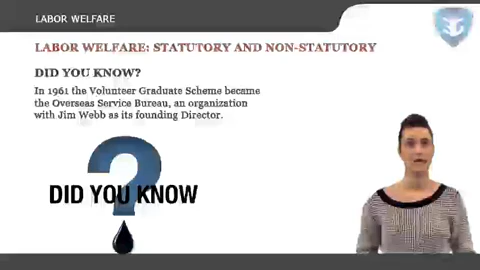 LABOR WELFARE
LABOR WELFARE: STATUTORY AND NON-STATUTORY
DID YOU KNOW?
In 1961 the Volunteer Graduate Scheme became
the Overseas Service Bureau, an organization
with Jim Webb as its founding Director.
DID YOU KNOW